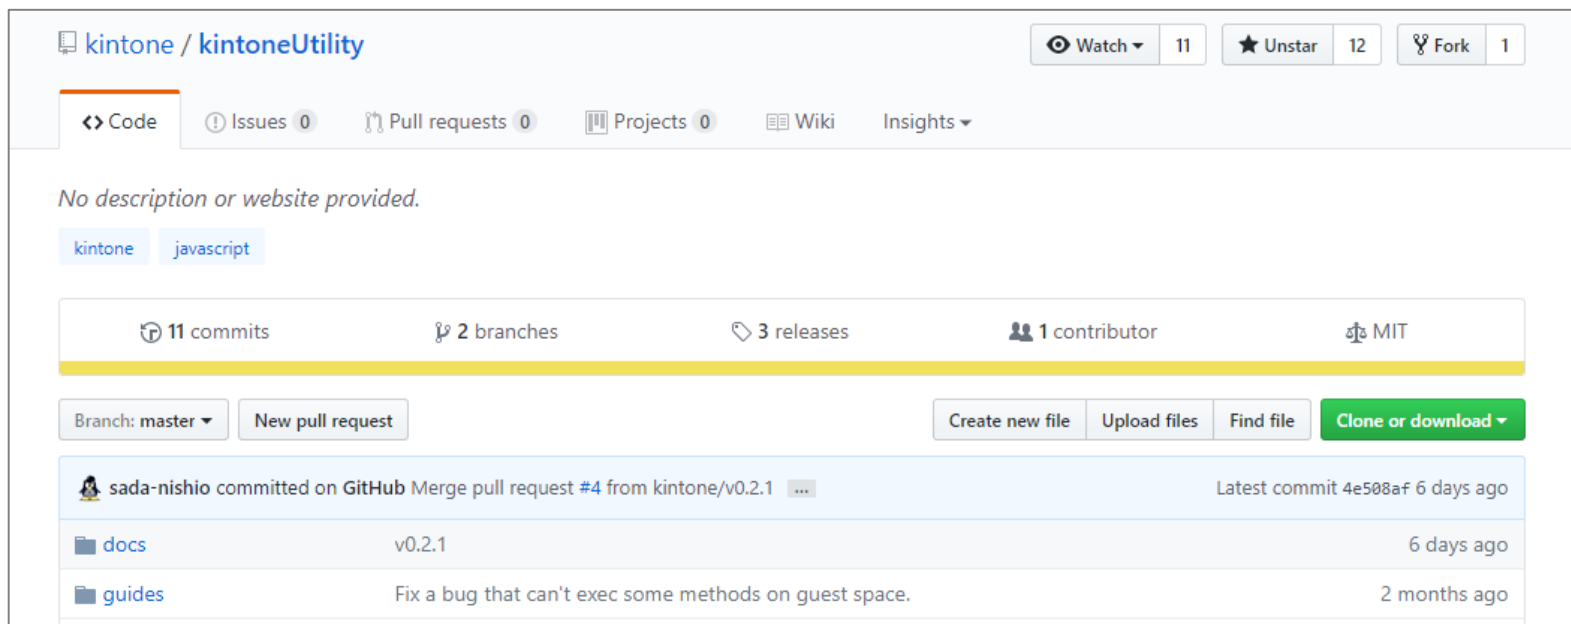 kintone / kintoneUtility Watch 11 Unstar 12 Fork 1
Code Issues 0 Pull requests 0 Projects 0 Wiki Insights
No description or website provided.
kintone javascript
11 commits 2 branches 3 releases 1 contributor MIT
Branch: master New pull request Create new file Upload files Find file Clone or download
sada-nishio committed on GitHub Merge pull request #4 from kintone/v0.2.1 ... Latest commit 4e508af 6 days ago
docs v0.2.1 6 days ago
guides Fix a bug that can't exec some methods on guest space. 2 months ago